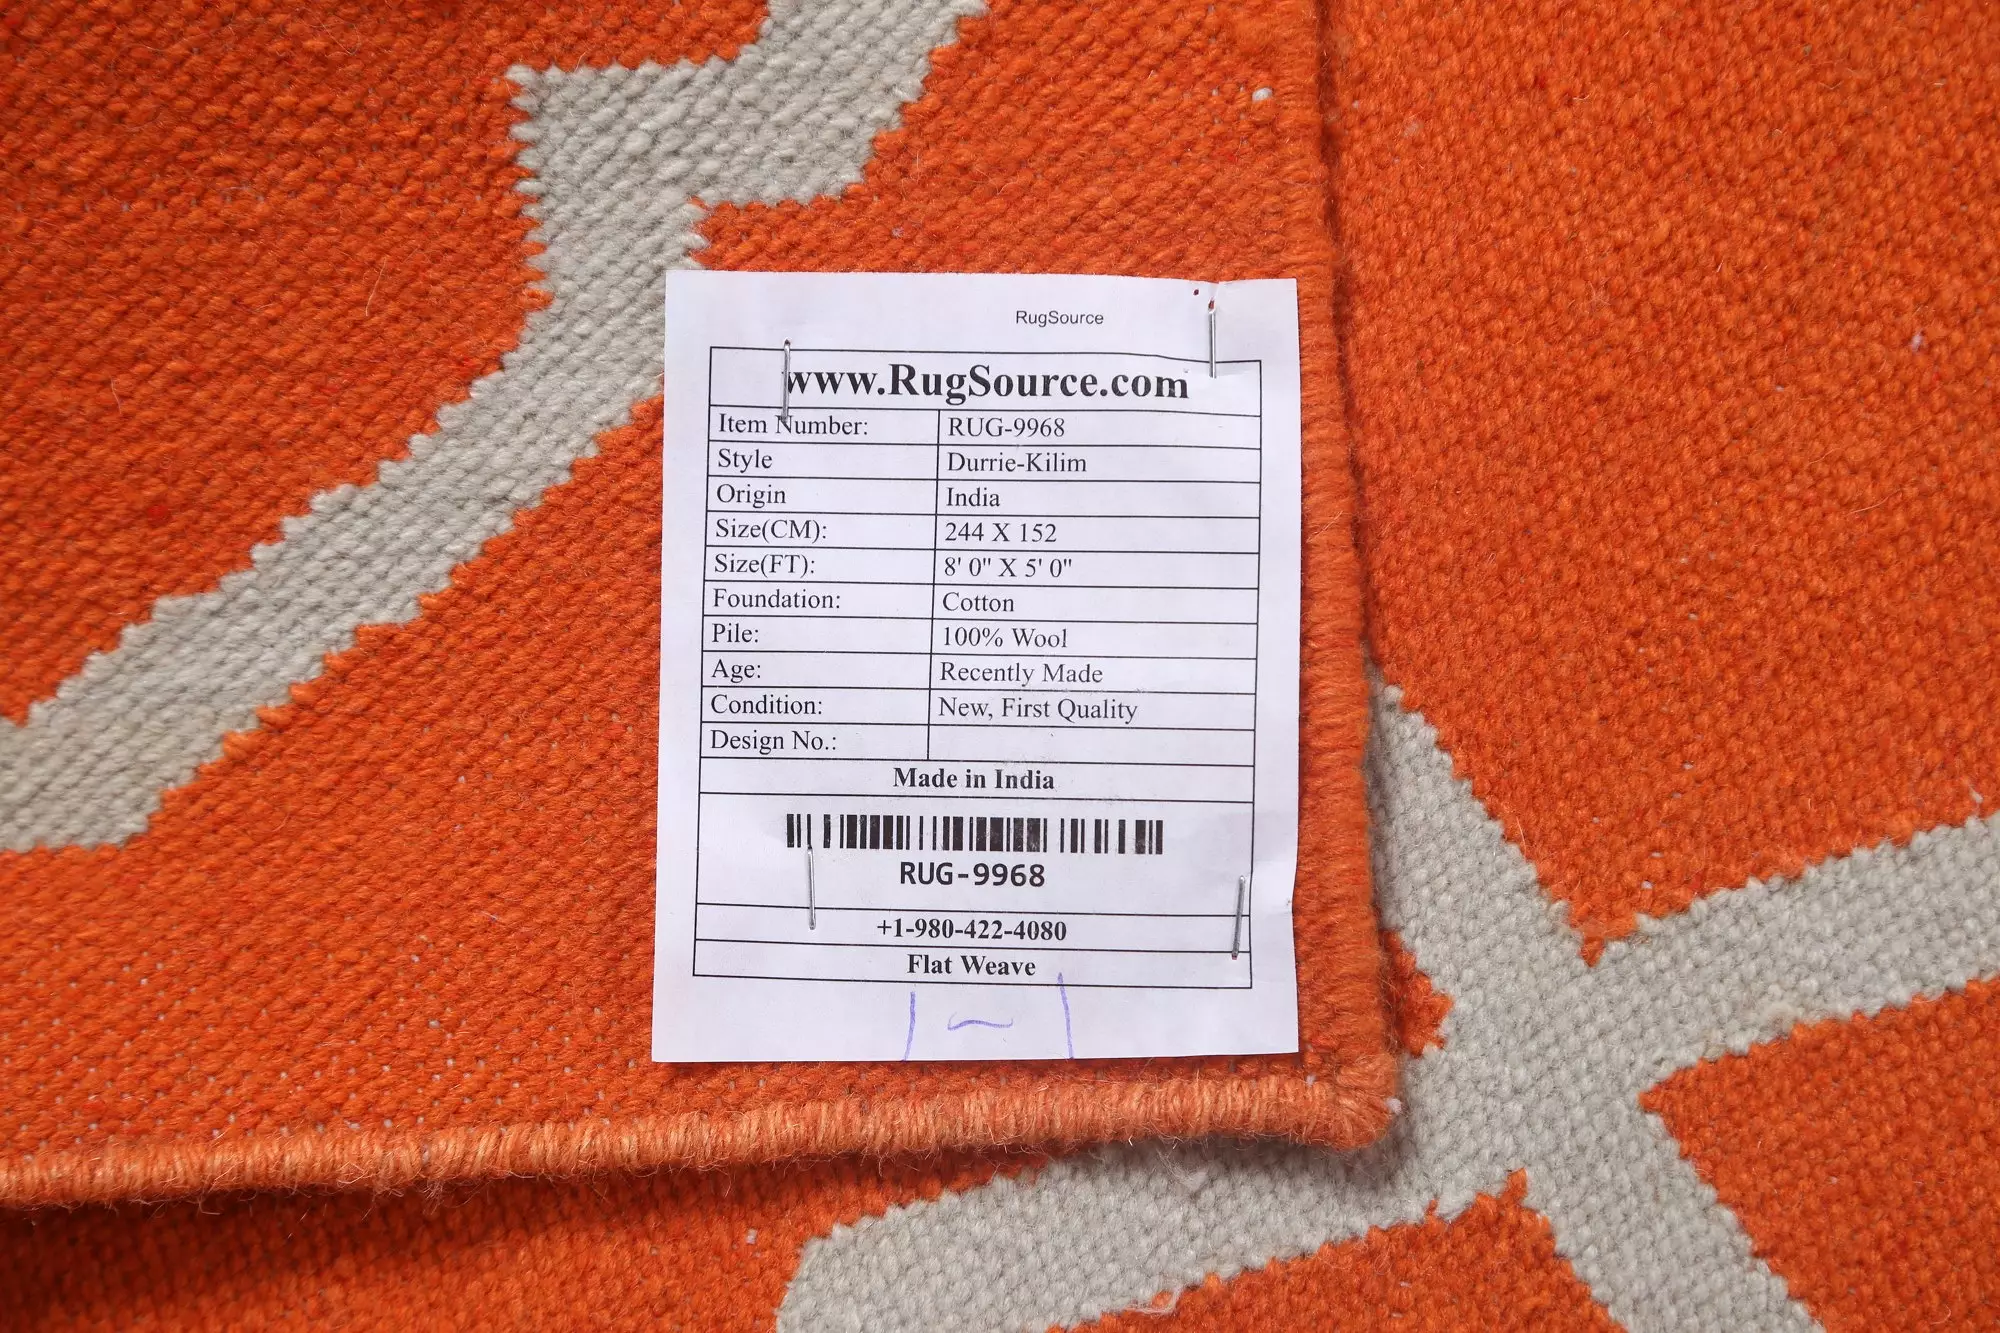 RugSource
www.RugSource.com
Item Number: RUG-9968
Style Durrie-Kilim
Origin India
Size(CM): 244 X 152
Size(FT): 8' 0" X 5' 0"
Foundation: Cotton
Pile: 100% Wool
Age: Recently Made
Condition: New, First Quality
Design No.:
Made in India
RUG-9968
+1-980-422-4080
Flat Weave